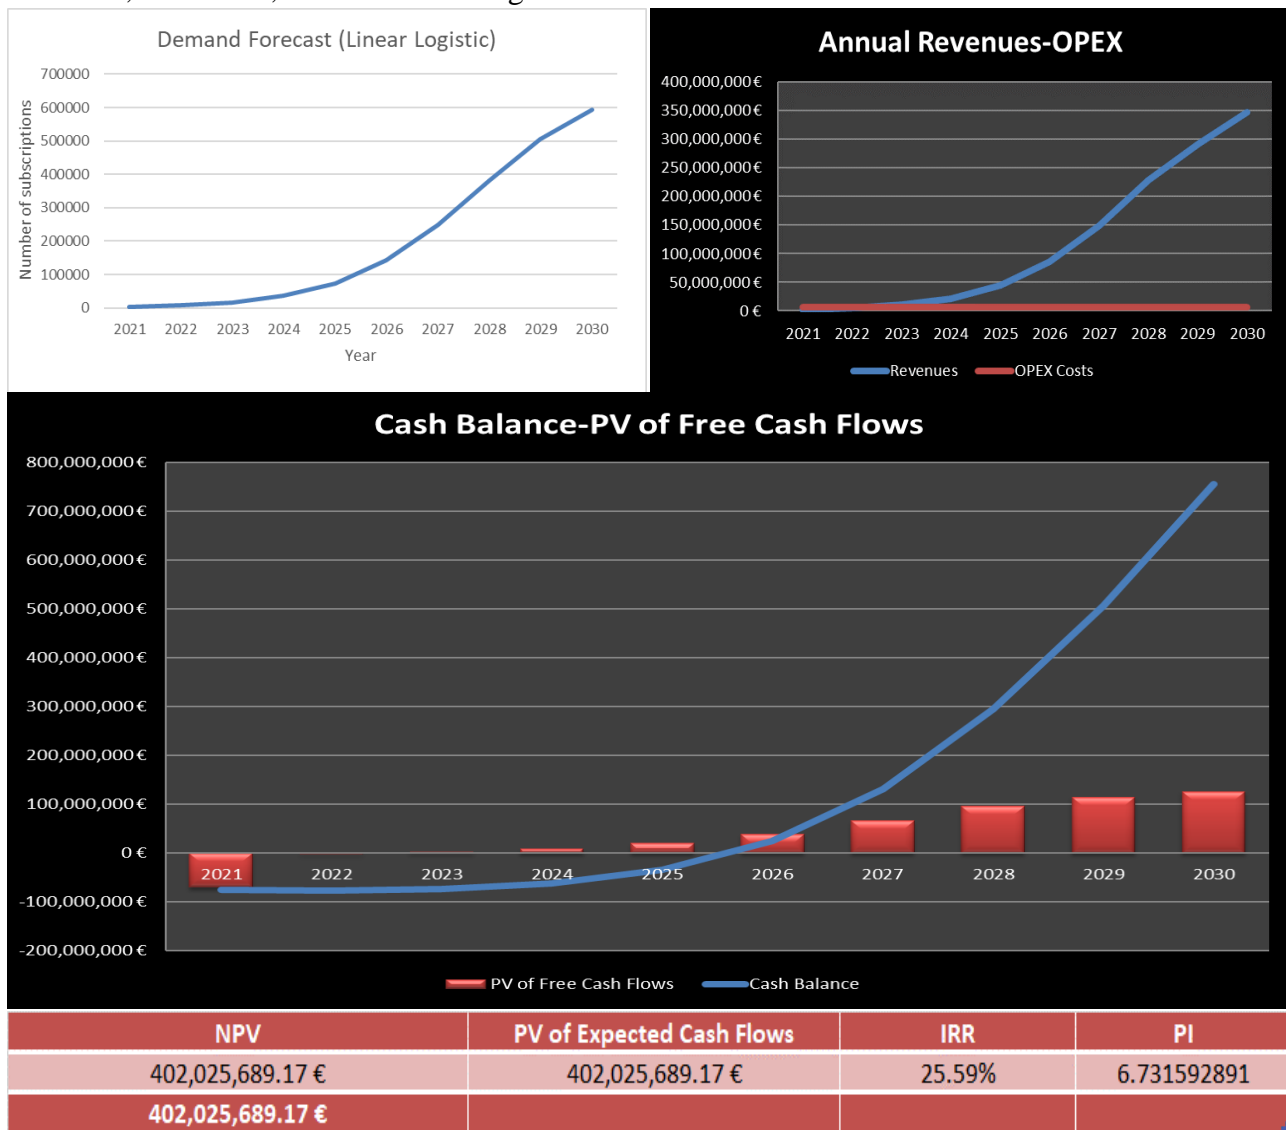 Demand Forecast (Linear Logistic)
Number of subscriptions
700000
600000
500000
400000
300000
200000
100000
0
2021 2022 2023 2024 2025 2026 2027 2028 2029 2030
Year
Annual Revenues-OPEX
400,000,000 €
350,000,000 €
300,000,000 €
250,000,000 €
200,000,000 €
150,000,000 €
100,000,000 €
50,000,000 €
0 €
2021 2022 2023 2024 2025 2026 2027 2028 2029 2030
Revenues OPEX Costs
Cash Balance-PV of Free Cash Flows
800,000,000 €
700,000,000 €
600,000,000 €
500,000,000 €
400,000,000 €
300,000,000 €
200,000,000 €
100,000,000 €
0 €
-100,000,000 €
-200,000,000 €
2021 2022 2023 2024 2025 2026 2027 2028 2029 2030
PV of Free Cash Flows Cash Balance
NPV PV of Expected Cash Flows IRR PI
402,025,689.17 € 402,025,689.17 € 25.59% 6.731592891
402,025,689.17 €